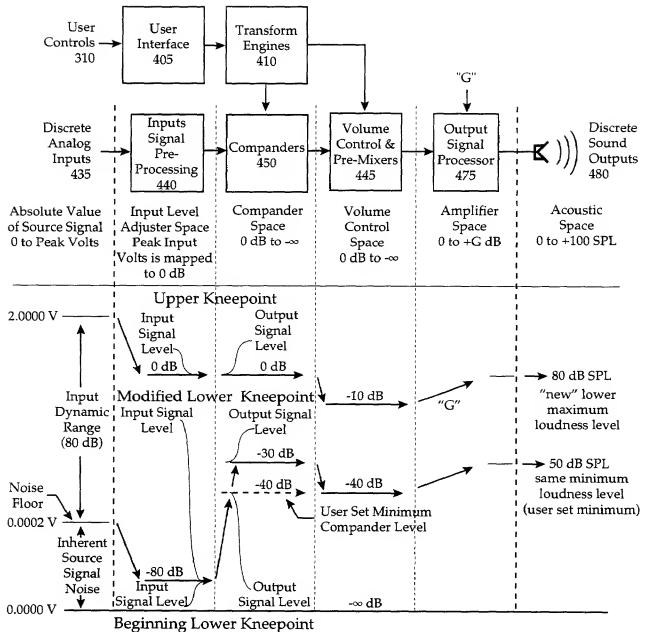 User
Controls
310
User
Interface
405
Transform
Engines
410
"G"
Discrete
Analog
Inputs
435
Inputs
Signal
Pre-
Processing
440
Companders
450
Volume
Control &
Pre-Mixers
445
Output
Signal
Processor
475
Discrete
Sound
Outputs
480
Absolute Value
of Source Signal
0 to Peak Volts
Input Level
Adjuster Space
Peak Input
Volts is mapped
to 0 dB
Compander
Space
0 dB to -∞
Volume
Control
Space
0 dB to -∞
Amplifier
Space
0 to +G dB
Acoustic
Space
0 to +100 SPL
Upper Kneepoint
2.0000 V
Input
Signal
Level
0 dB
Output
Signal
Level
0 dB
-10 dB
"G"
80 dB SPL
"new" lower
maximum
loudness level
Input
Dynamic
Range
(80 dB)
Modified Lower Kneepoint
Input Signal
Level
Output Signal
Level
-30 dB
-40 dB
-40 dB
User Set Minimum
Compander Level
50 dB SPL
same minimum
loudness level
(user set minimum)
Noise
Floor
0.0002 V
Inherent
Source
Signal
Noise
-80 dB
Input
Signal Level
Output
Signal Level
0.0000 V
-∞ dB
Beginning Lower Kneepoint